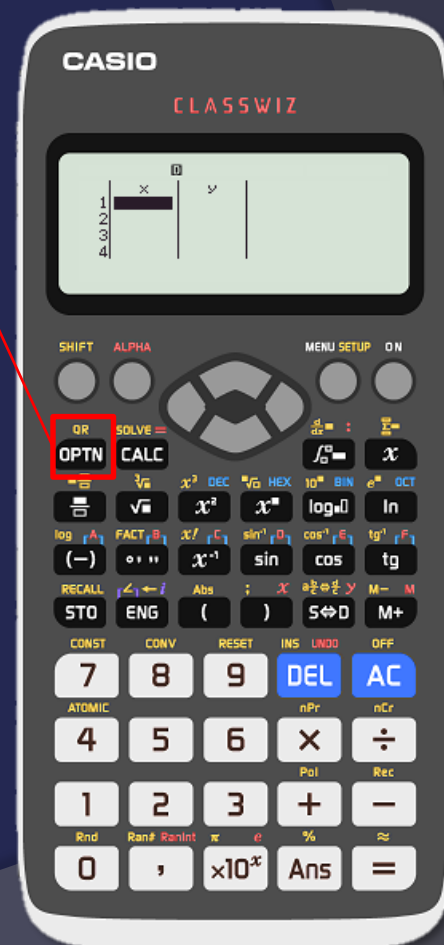 CASIO
CLASSWIZ
D
x y
1
2
3
4
SHIFT ALPHA MENU SETUP ON
QR SOLVE = d/dx■ : Σ■
OPTN CALC ∫■ x
■■/■ ³√■ x³ DEC ■√■ HEX 10■ BIN e■ OCT
√■ x² x■ log■□ ln
log A FACT B x! C sin⁻¹ D cos⁻¹ E tg⁻¹ F
(−) ° ' '' x⁻¹ sin cos tg
RECALL ∠ ← i Abs ; x a b/c ⇔ d/c y M− M
STO ENG ( ) S⇔D M+
CONST CONV RESET INS UNDO OFF
7 8 9 DEL AC
ATOMIC nPr nCr
4 5 6 × ÷
Pol Rec
1 2 3 + −
Rnd Ran# RanInt π e % ≈
0 , ×10ˣ Ans =